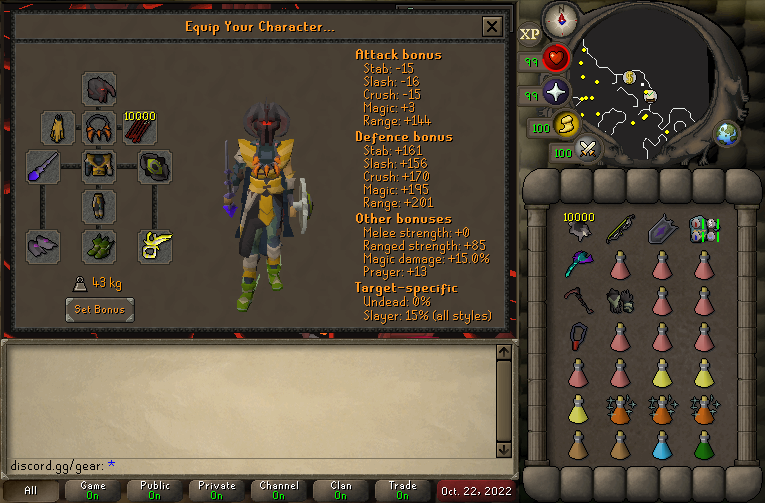 Equip Your Character...
Attack bonus
Stab: -15
Slash: -16
Crush: -15
Magic: +3
Range: +144
Defence bonus
Stab: +161
Slash: +156
Crush: +170
Magic: +195
Range: +201
Other bonuses
Melee strength: +0
Ranged strength: +85
Magic damage: +15.0%
Prayer: +13
Target-specific
Undead: 0%
Slayer: 15% (all styles)
10000
43 kg
Set Bonus
XP
99
99
100
100
10000
discord.gg/gear: *
All
Game
On
Public
On
Private
On
Channel
On
Clan
On
Trade
On
Oct. 22, 2022